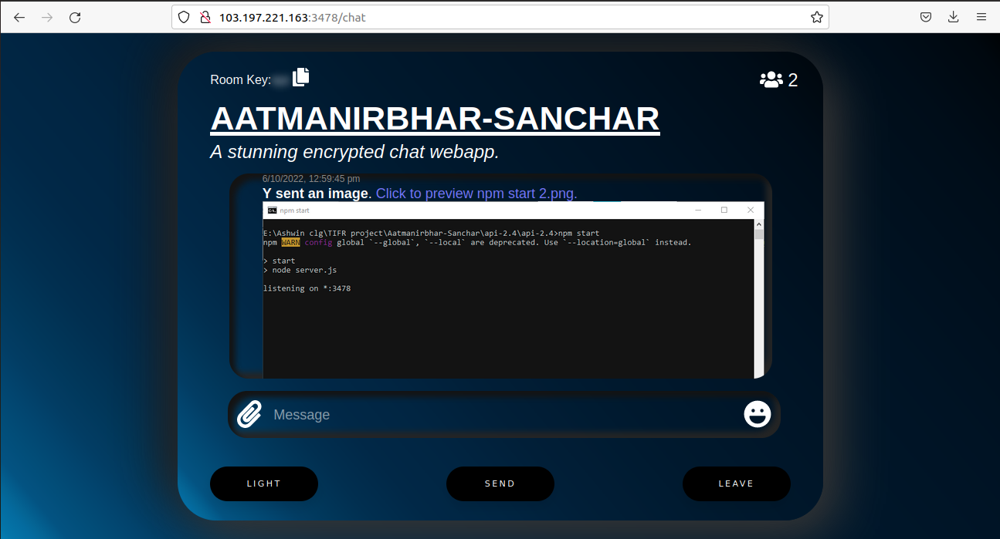 103.197.221.163:3478/chat
Room Key:
2
AATMANIRBHAR-SANCHAR
A stunning encrypted chat webapp.
6/10/2022, 12:59:45 pm
Y sent an image. Click to preview npm start 2.png.
npm start
E:\Ashwin clg\TIFR project\Aatmanirbhar-Sanchar\api-2.4\api-2.4>npm start
npm WARN config global `--global`, `--local` are deprecated. Use `--location=global` instead.
> start
> node server.js
listening on *:3478
Message
LIGHT
SEND
LEAVE